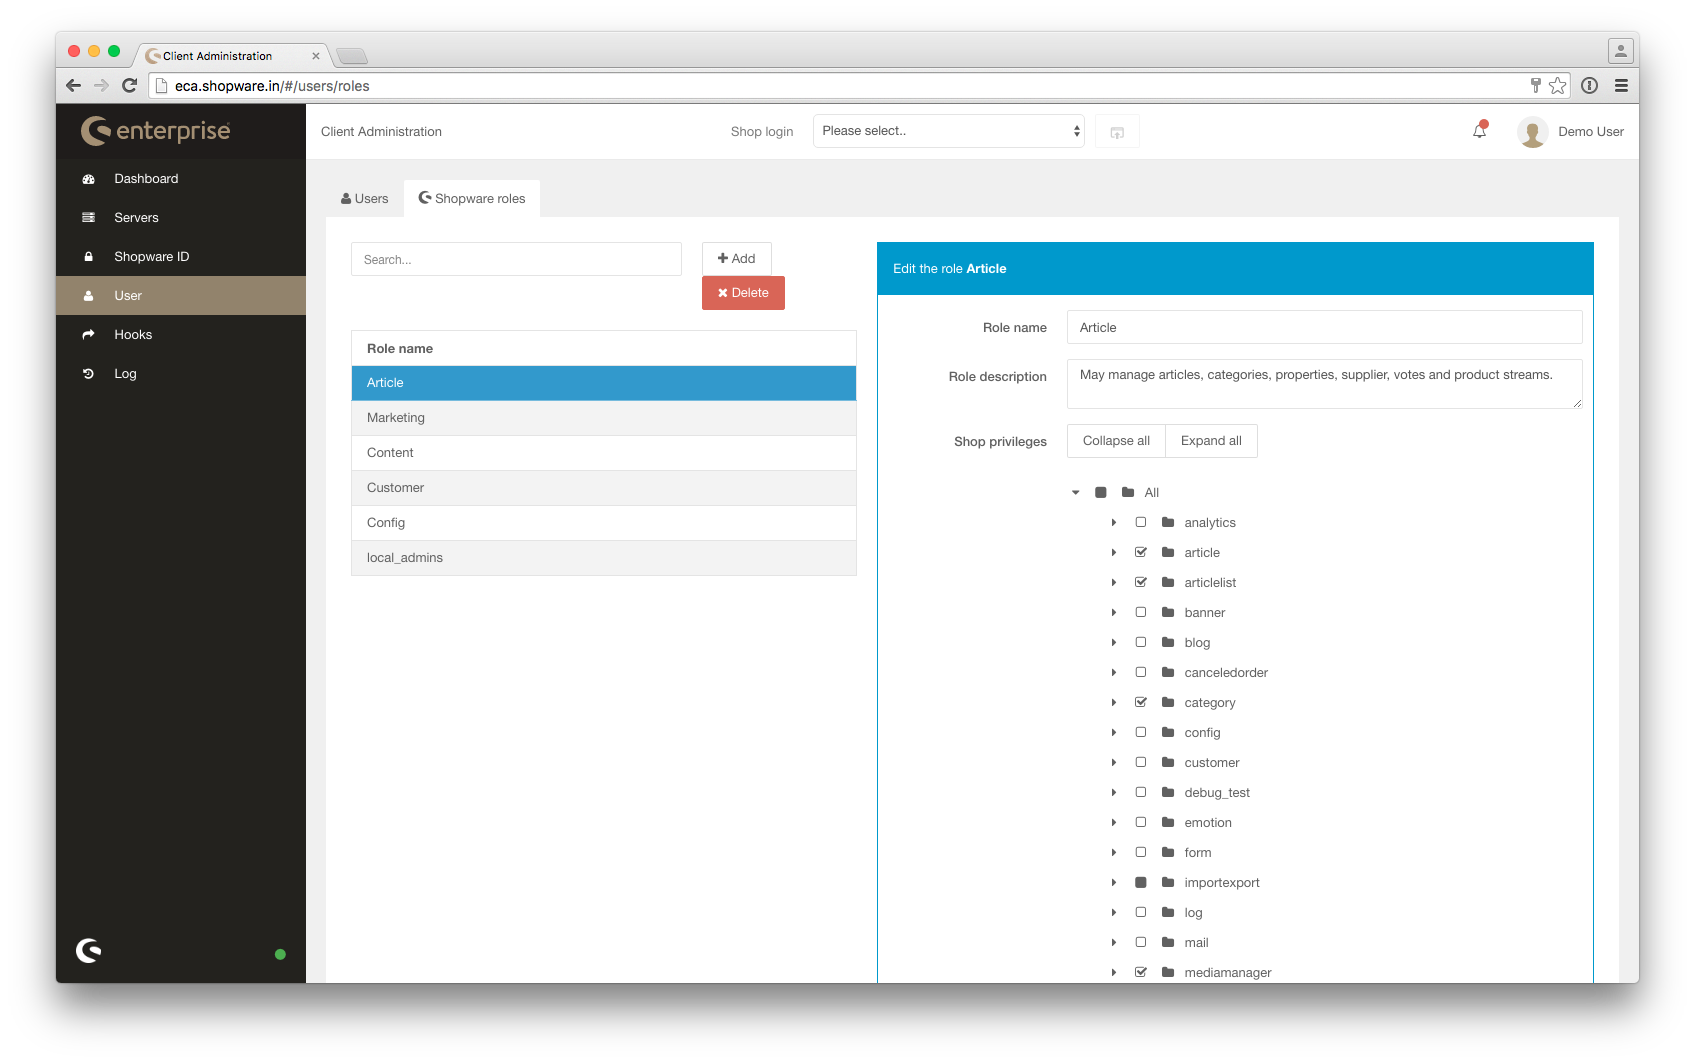 Client Administration
eca.shopware.in/#/users/roles
enterprise
Client Administration
Shop login
Please select..
Demo User
Dashboard
Servers
Shopware ID
User
Hooks
Log
Users
Shopware roles
Search...
Add
Delete
Role name
Article
Marketing
Content
Customer
Config
local_admins
Edit the role Article
Role name
Article
Role description
May manage articles, categories, properties, supplier, votes and product streams.
Shop privileges
Collapse all
Expand all
All
analytics
article
articlelist
banner
blog
canceledorder
category
config
customer
debug_test
emotion
form
importexport
log
mail
mediamanager